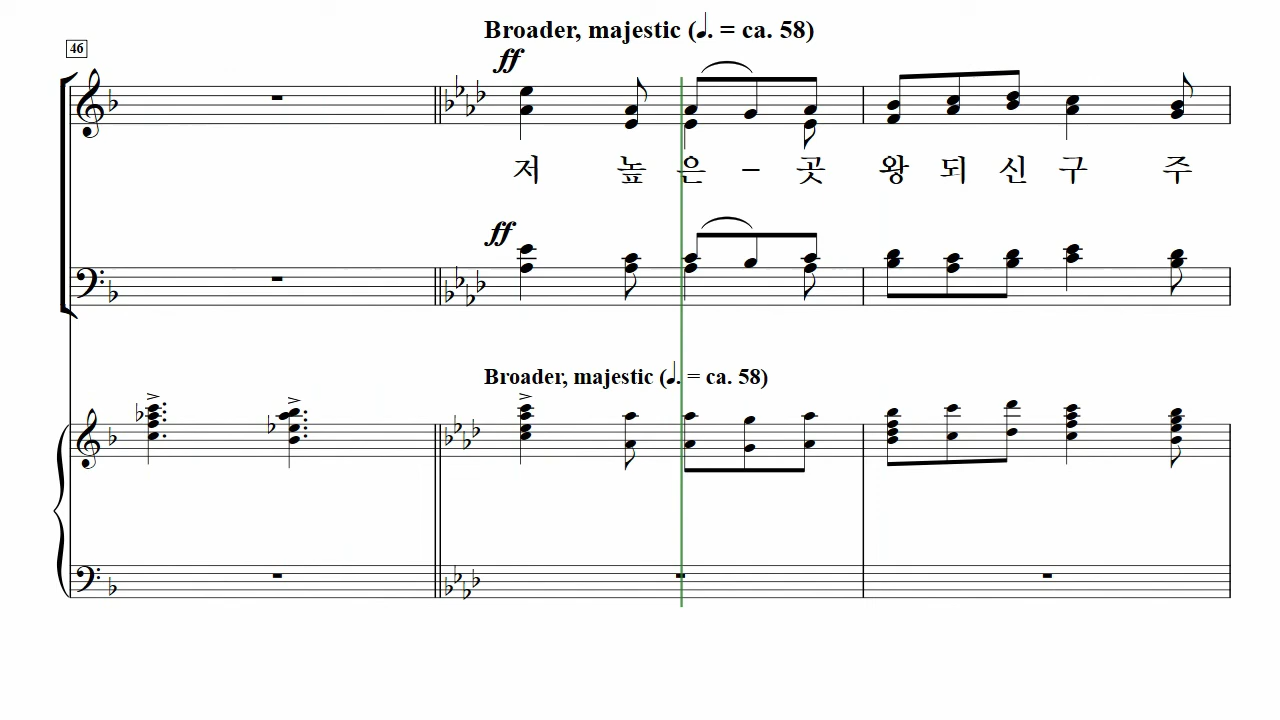 Broader, majestic (♩. = ca. 58)
46
ff
저 높 은 - 곳 왕 되 신 구 주
ff
Broader, majestic (♩. = ca. 58)